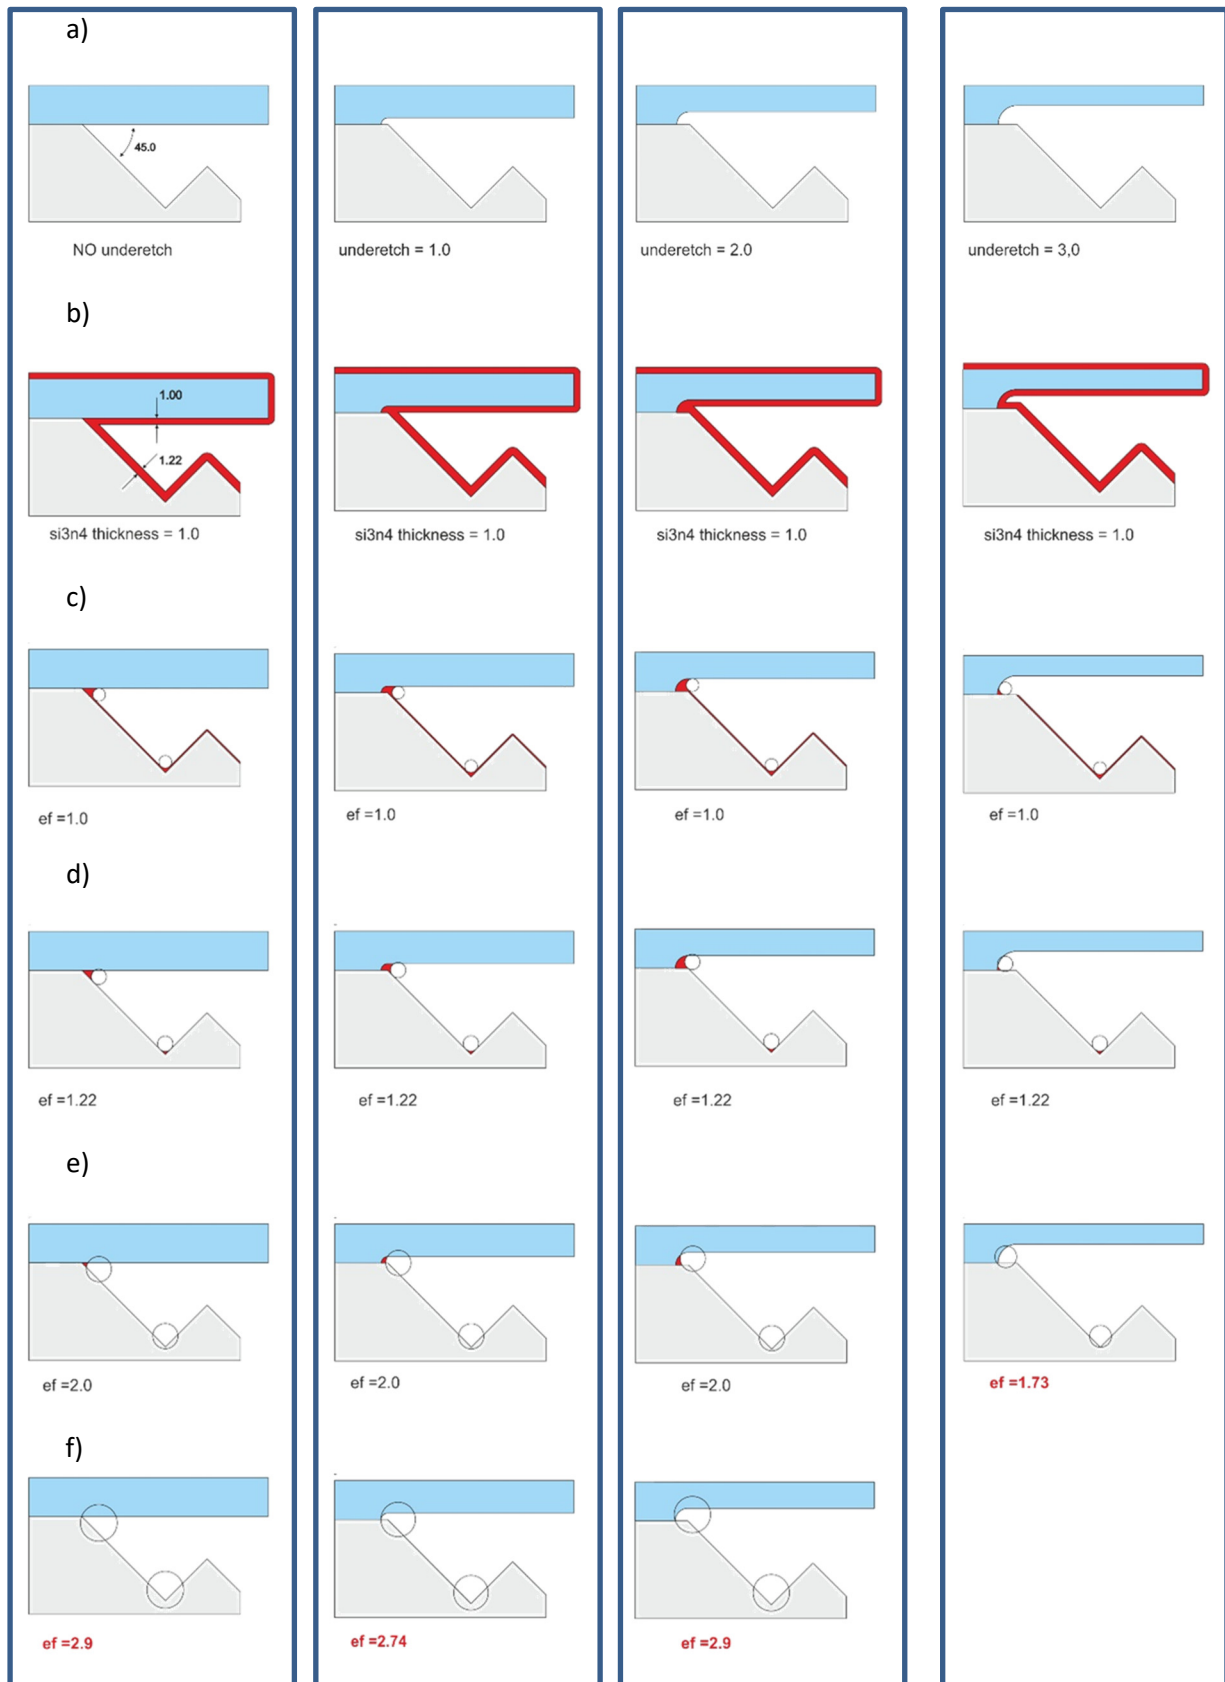 a)
45.0
NO underetch
underetch = 1.0
underetch = 2.0
underetch = 3,0
b)
1.00
1.22
si3n4 thickness = 1.0
si3n4 thickness = 1.0
si3n4 thickness = 1.0
si3n4 thickness = 1.0
c)
ef =1.0
ef =1.0
ef =1.0
ef =1.0
d)
ef =1.22
ef =1.22
ef =1.22
ef =1.22
e)
ef =2.0
ef =2.0
ef =2.0
ef =1.73
f)
ef =2.9
ef =2.74
ef =2.9